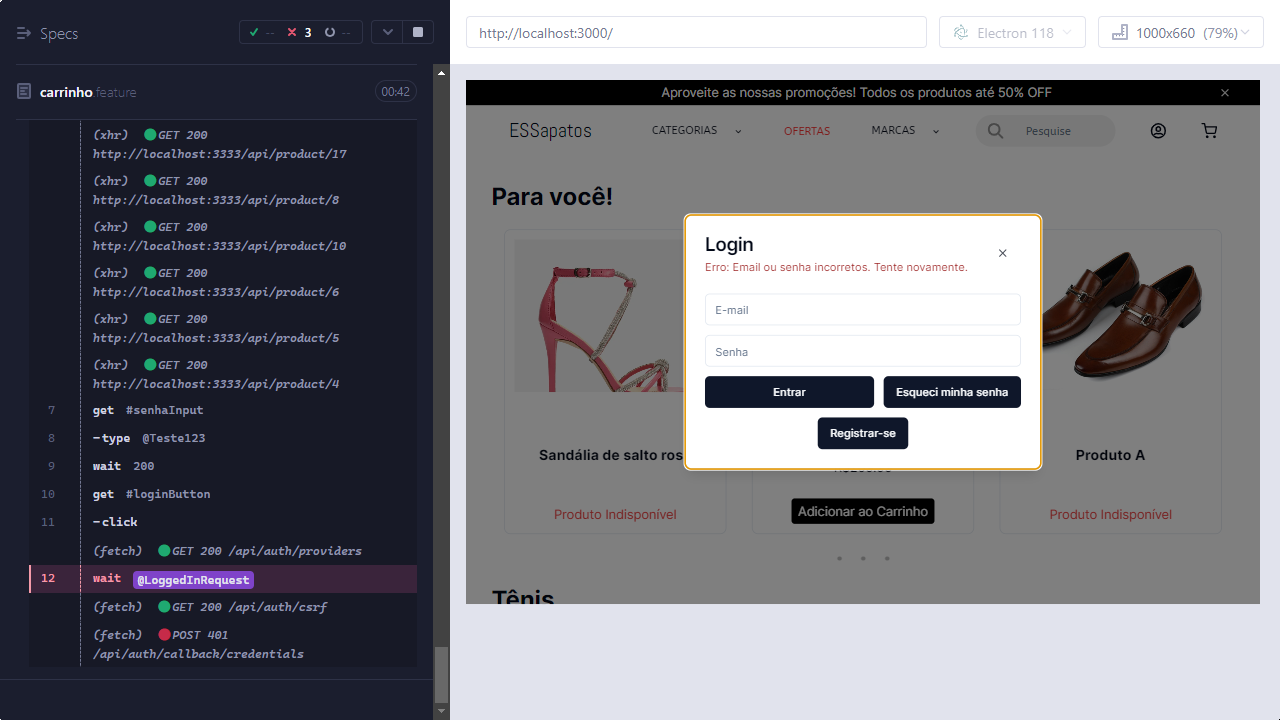 Specs
-- 3 --
http://localhost:3000/
Electron 118
1000x660 (79%)
carrinho.feature
00:42
(xhr) GET 200
http://localhost:3333/api/product/17
(xhr) GET 200
http://localhost:3333/api/product/8
(xhr) GET 200
http://localhost:3333/api/product/10
(xhr) GET 200
http://localhost:3333/api/product/6
(xhr) GET 200
http://localhost:3333/api/product/5
(xhr) GET 200
http://localhost:3333/api/product/4
7 get #senhaInput
8 -type @Teste123
9 wait 200
10 get #loginButton
11 -click
(fetch) GET 200 /api/auth/providers
12 wait @LoggedInRequest
(fetch) GET 200 /api/auth/csrf
(fetch) POST 401
/api/auth/callback/credentials
Aproveite as nossas promoções! Todos os produtos até 50% OFF
ESSapatos
CATEGORIAS
OFERTAS
MARCAS
Pesquise
Para você!
Login
Erro: Email ou senha incorretos. Tente novamente.
E-mail
Senha
Entrar
Esqueci minha senha
Registrar-se
Sandália de salto ros
Produto A
Produto Indisponível
Adicionar ao Carrinho
Produto Indisponível
Tênis